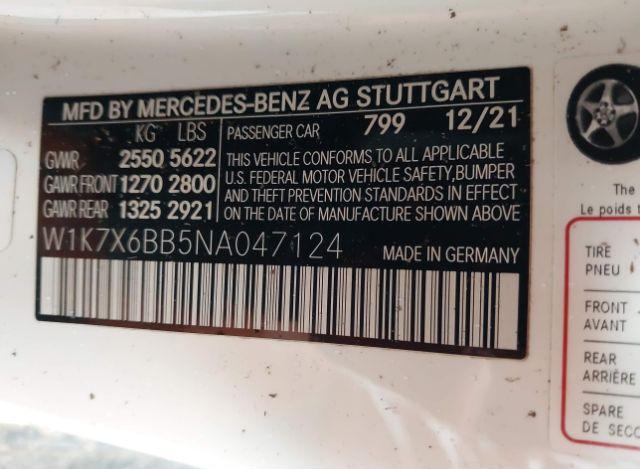 MFD BY MERCEDES-BENZ AG STUTTGART
KG LBS
GVWR 2550 5622
GAWR FRONT 1270 2800
GAWR REAR 1325 2921
PASSENGER CAR 799 12/21
THIS VEHICLE CONFORMS TO ALL APPLICABLE
U.S. FEDERAL MOTOR VEHICLE SAFETY, BUMPER
AND THEFT PREVENTION STANDARDS IN EFFECT
ON THE DATE OF MANUFACTURE SHOWN ABOVE
W1K7X6BB5NA047124 MADE IN GERMANY
The
Le poids t
TIRE
PNEU
FRONT
AVANT
REAR
ARRIÈRE
SPARE
DE SECO